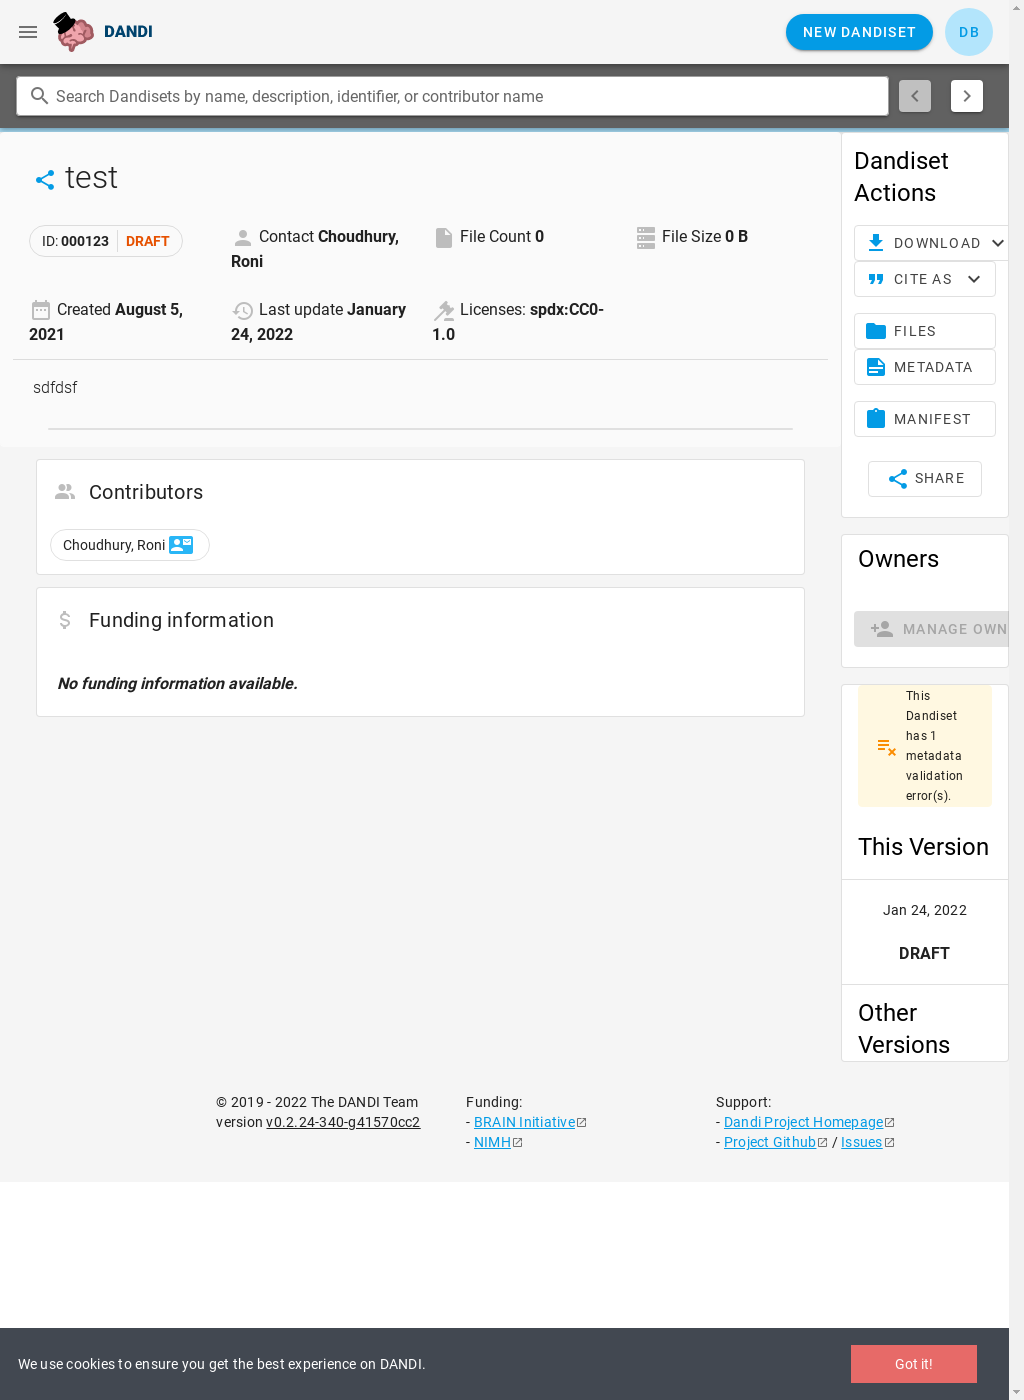 DANDI
NEW DANDISET
DB
Search Dandisets by name, description, identifier, or contributor name
test
ID: 000123 DRAFT
Contact Choudhury,
Roni
File Count 0
File Size 0 B
Created August 5,
2021
Last update January
24, 2022
Licenses: spdx:CC0-
1.0
sdfdsf
Contributors
Choudhury, Roni
Funding information
No funding information available.
Dandiset
Actions
DOWNLOAD
CITE AS
FILES
METADATA
MANIFEST
SHARE
Owners
MANAGE OWN
This
Dandiset
has 1
metadata
validation
error(s).
This Version
Jan 24, 2022
DRAFT
Other
Versions
© 2019 - 2022 The DANDI Team
version v0.2.24-340-g41570cc2
Funding:
- BRAIN Initiative
- NIMH
Support:
- Dandi Project Homepage
- Project Github / Issues
We use cookies to ensure you get the best experience on DANDI.
Got it!